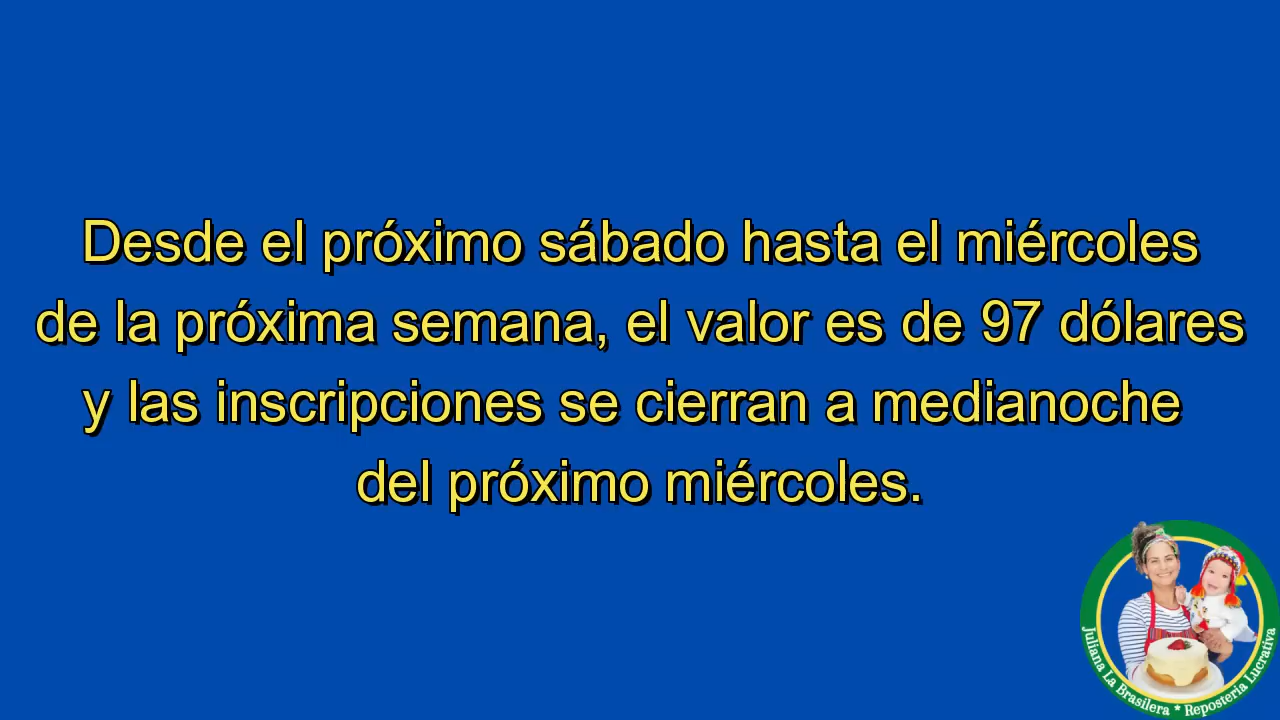 Desde el próximo sábado hasta el miércoles
de la próxima semana, el valor es de 97 dólares
y las inscripciones se cierran a medianoche
del próximo miércoles.
Juliana La Brasilera * Repostería Lucrativa